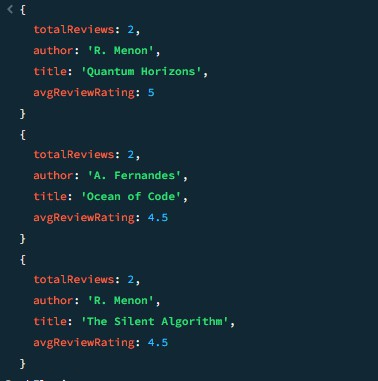 {
totalReviews: 2,
author: 'R. Menon',
title: 'Quantum Horizons',
avgReviewRating: 5
}
{
totalReviews: 2,
author: 'A. Fernandes',
title: 'Ocean of Code',
avgReviewRating: 4.5
}
{
totalReviews: 2,
author: 'R. Menon',
title: 'The Silent Algorithm',
avgReviewRating: 4.5
}